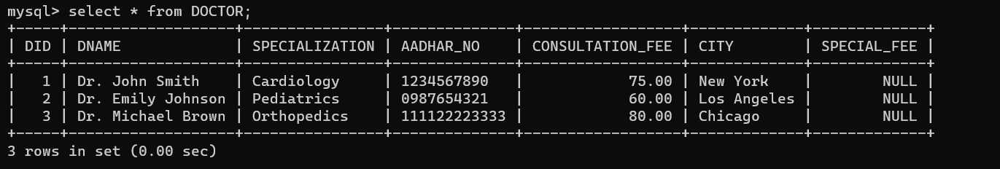 mysql> select * from DOCTOR;
+-----+-------------------+----------------+--------------+------------------+-------------+-------------+
| DID | DNAME             | SPECIALIZATION | AADHAR_NO    | CONSULTATION_FEE | CITY        | SPECIAL_FEE |
+-----+-------------------+----------------+--------------+------------------+-------------+-------------+
|   1 | Dr. John Smith    | Cardiology     | 1234567890   |            75.00 | New York    |        NULL |
|   2 | Dr. Emily Johnson | Pediatrics     | 0987654321   |            60.00 | Los Angeles |        NULL |
|   3 | Dr. Michael Brown | Orthopedics    | 111122223333 |            80.00 | Chicago     |        NULL |
+-----+-------------------+----------------+--------------+------------------+-------------+-------------+
3 rows in set (0.00 sec)